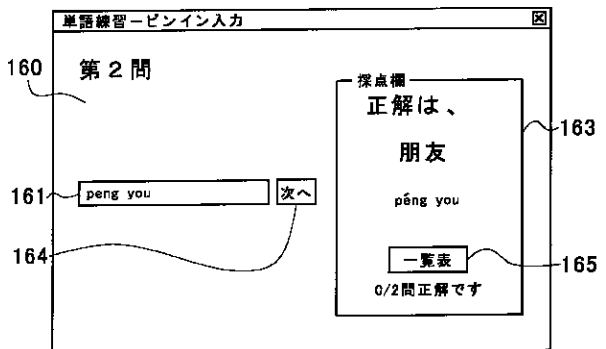 単語練習ーピンイン入力
160
第2問
採点欄
正解は、
163
朋友
161
peng you
次へ
péng you
164
一覧表
165
0/2問正解です